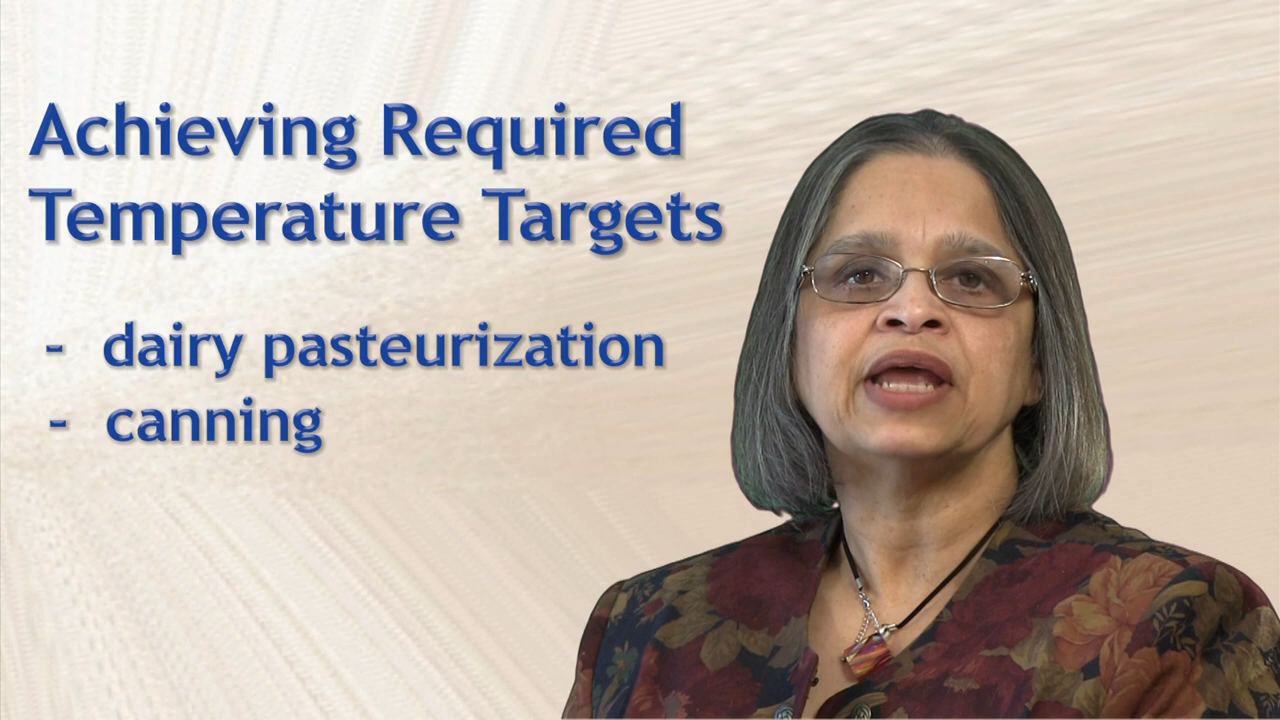 Achieving Required
Temperature Targets
- dairy pasteurization
- canning